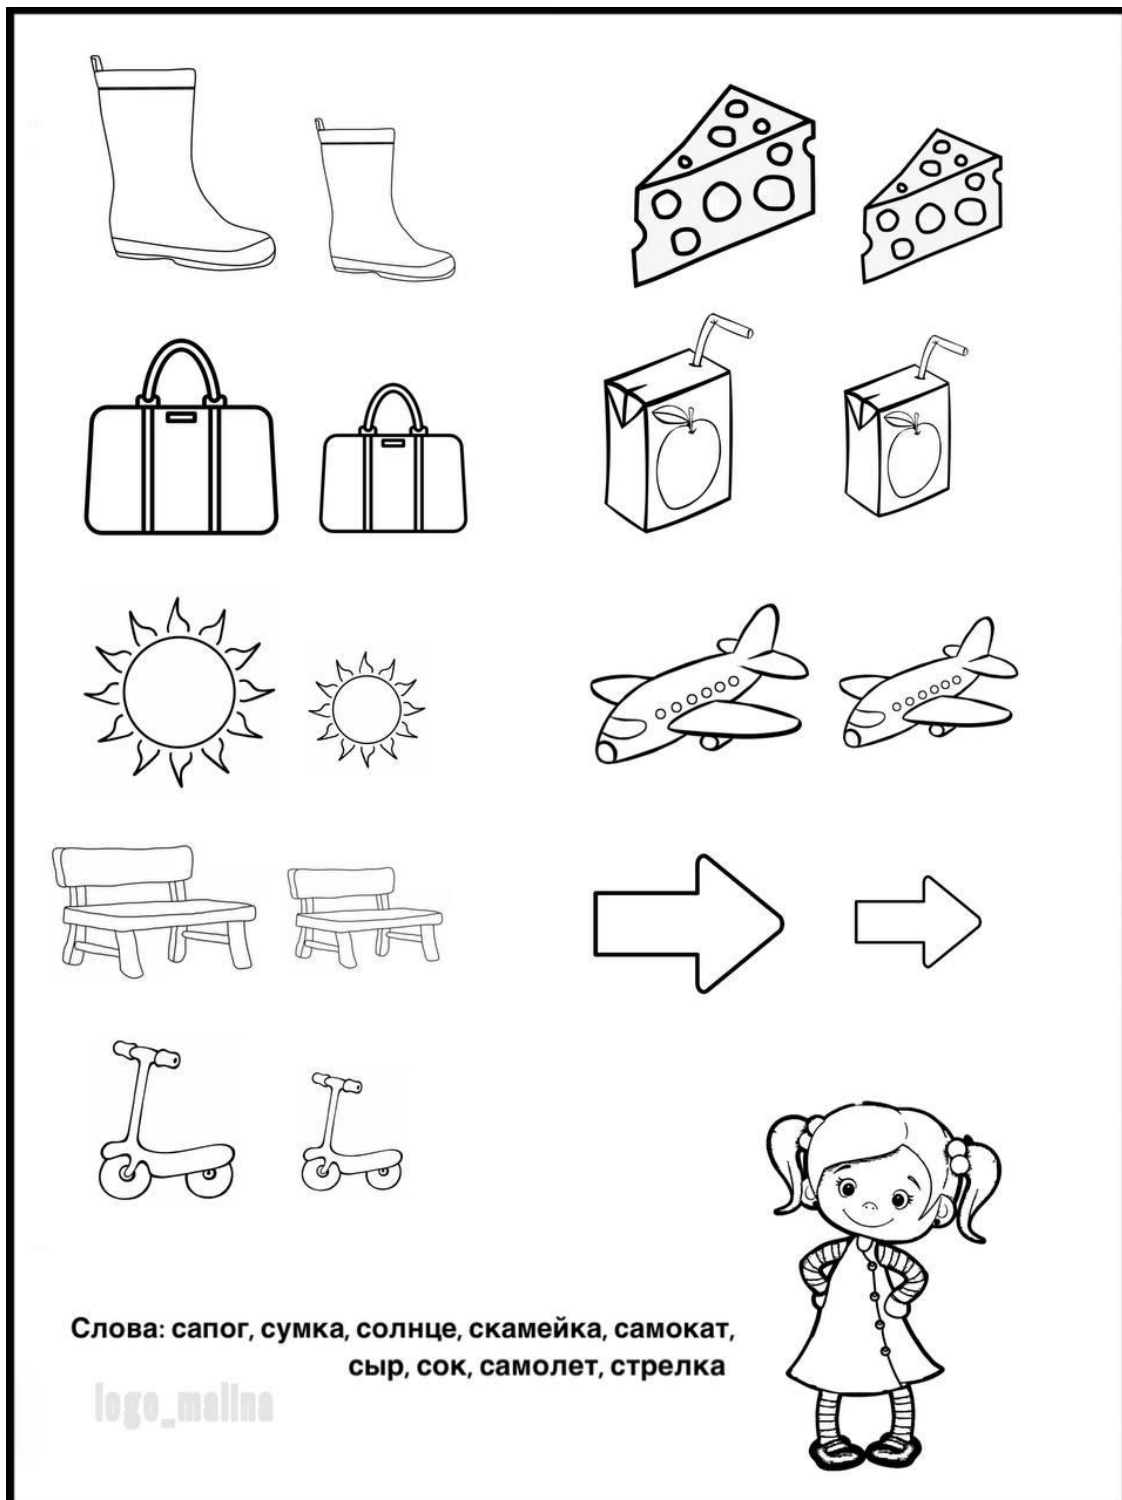 Слова: сапог, сумка, солнце, скамейка, самокат,
сыр, сок, самолет, стрелка
logo_malina